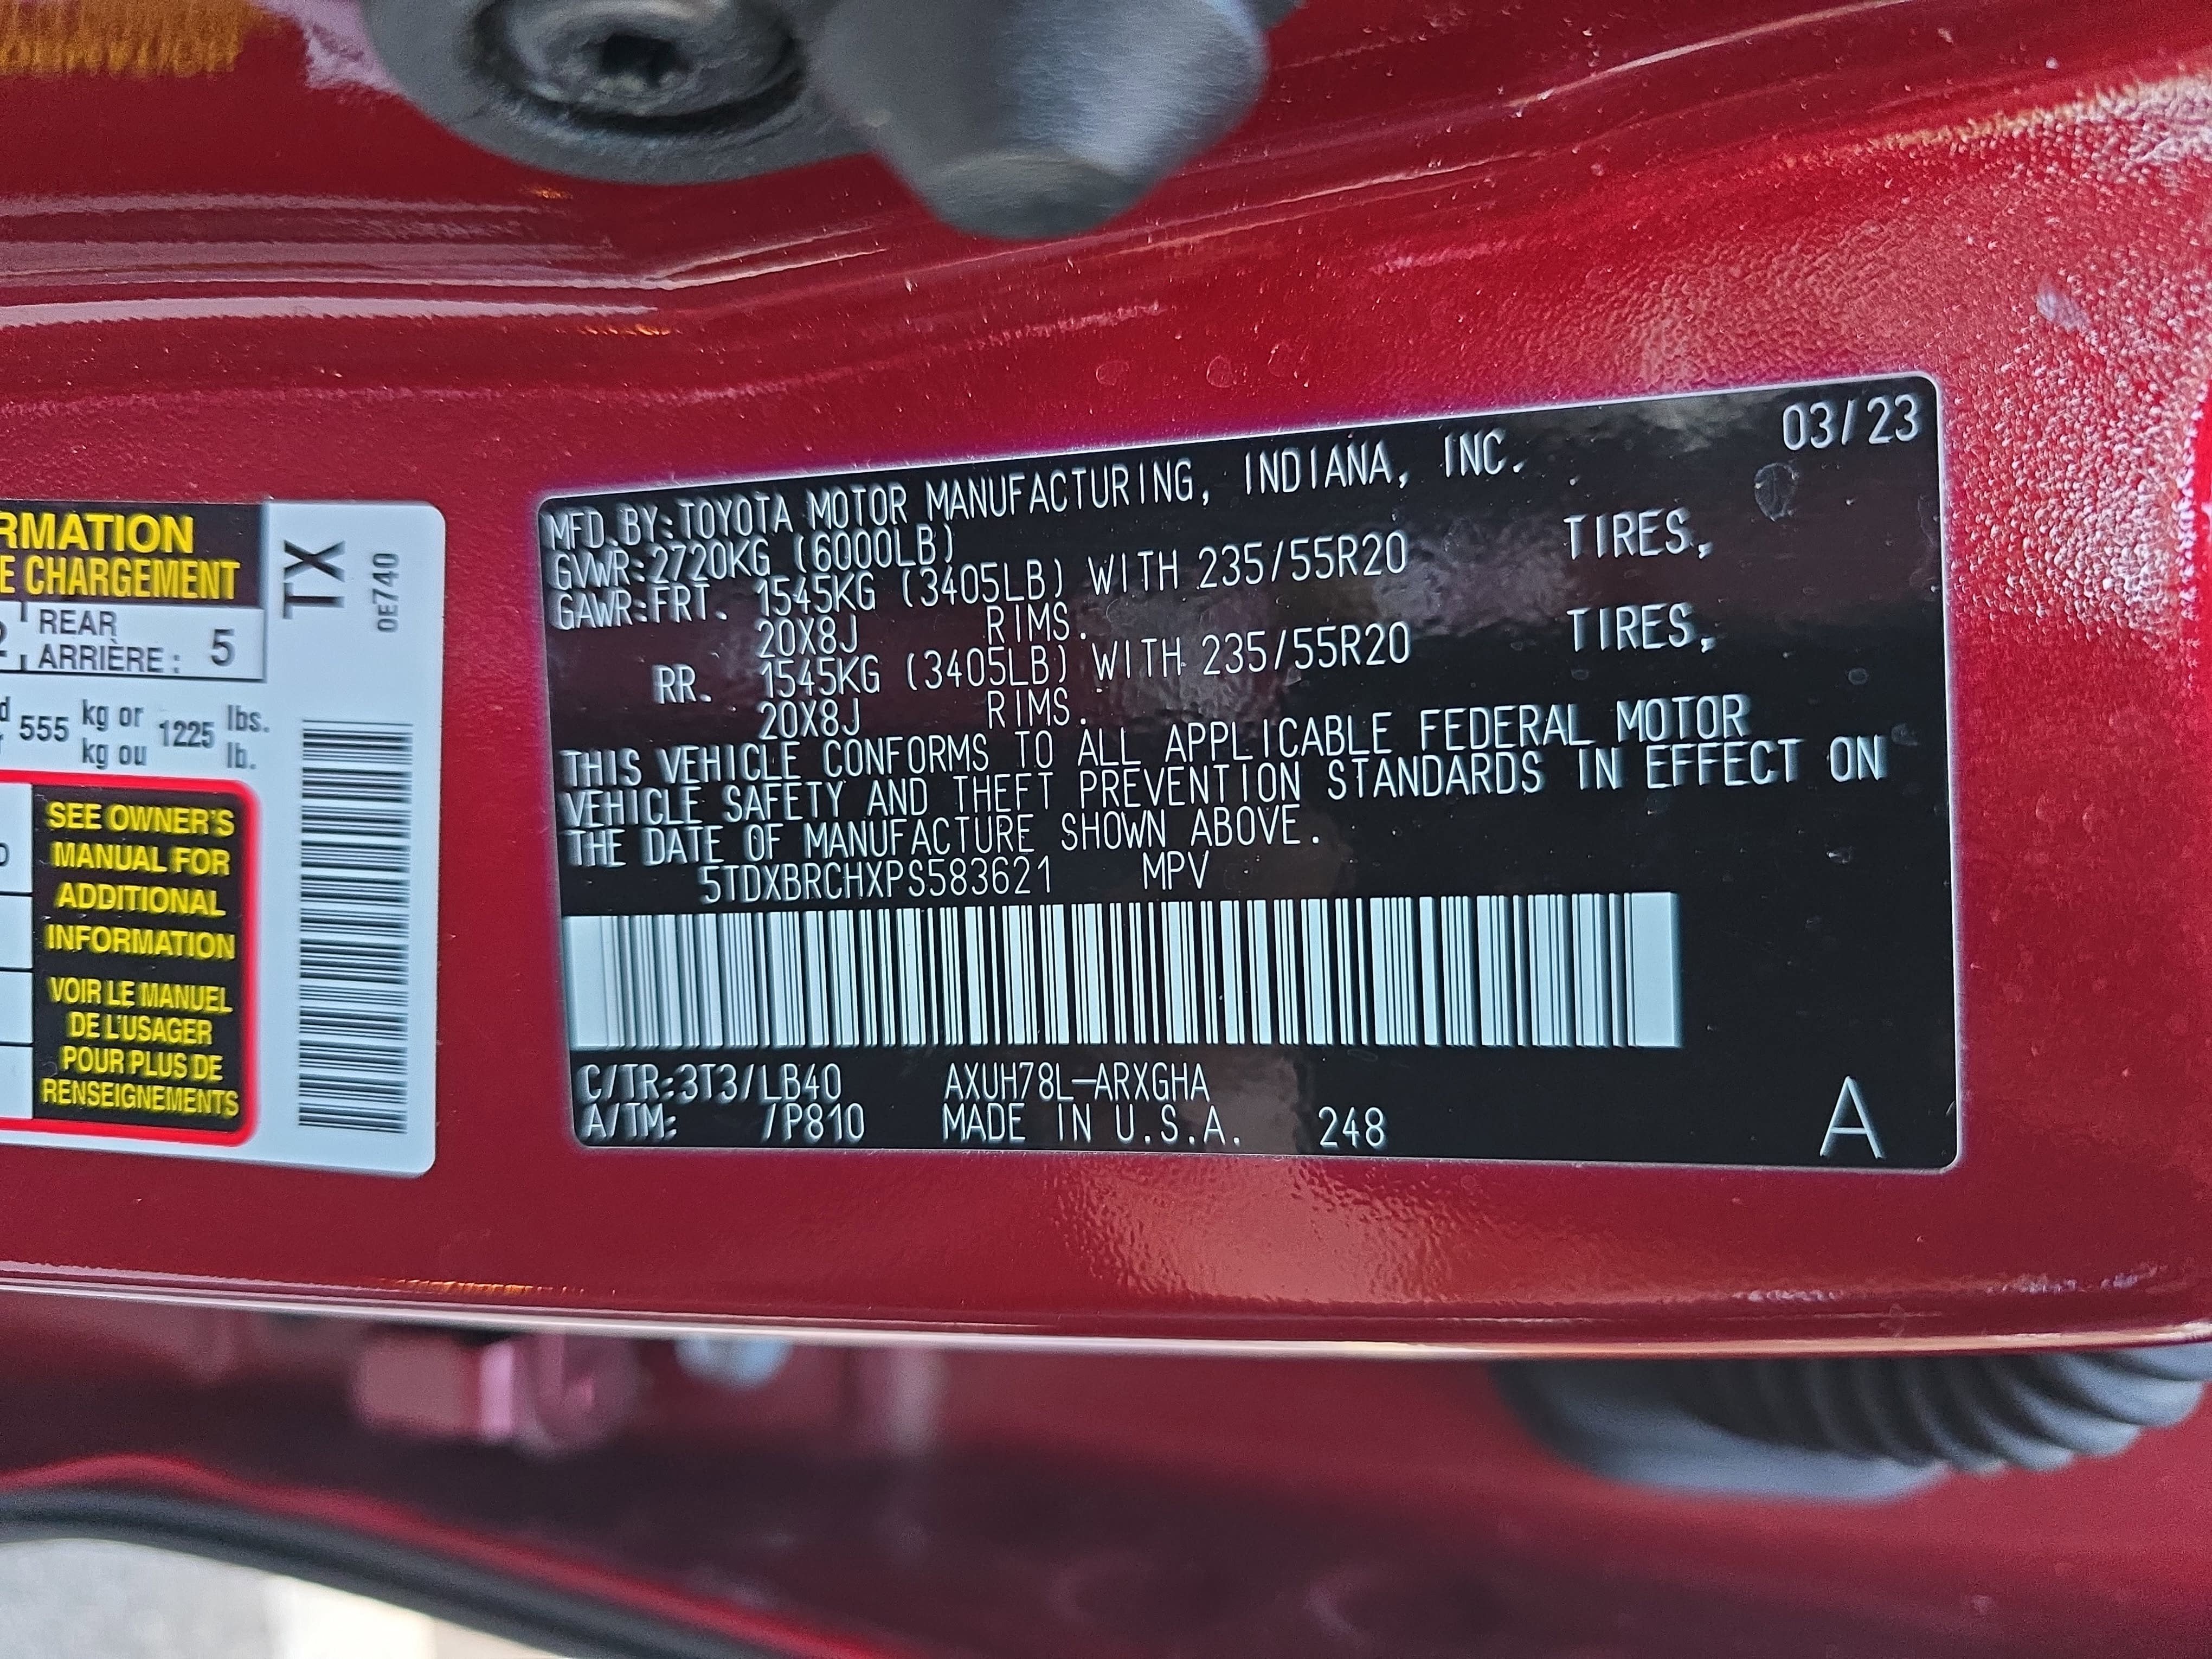 RMATION
E CHARGEMENT
REAR
ARRIÈRE : 5
555 kg or 1225 lbs.
kg ou lb.
SEE OWNER'S
MANUAL FOR
ADDITIONAL
INFORMATION
VOIR LE MANUEL
DE L'USAGER
POUR PLUS DE
RENSEIGNEMENTS
TX
0E740
03/23
MFD.BY:TOYOTA MOTOR MANUFACTURING, INDIANA, INC.
GVWR:2720KG (6000LB)
GAWR:FRT. 1545KG (3405LB) WITH 235/55R20 TIRES,
20X8J RIMS.
RR. 1545KG (3405LB) WITH 235/55R20 TIRES,
20X8J RIMS.
THIS VEHICLE CONFORMS TO ALL APPLICABLE FEDERAL MOTOR
VEHICLE SAFETY AND THEFT PREVENTION STANDARDS IN EFFECT ON
THE DATE OF MANUFACTURE SHOWN ABOVE.
5TDXBRCHXPS583621 MPV
C/TR:3T3/LB40 AXUH78L-ARXGHA
A/TM: /P810 MADE IN U.S.A. 248
A